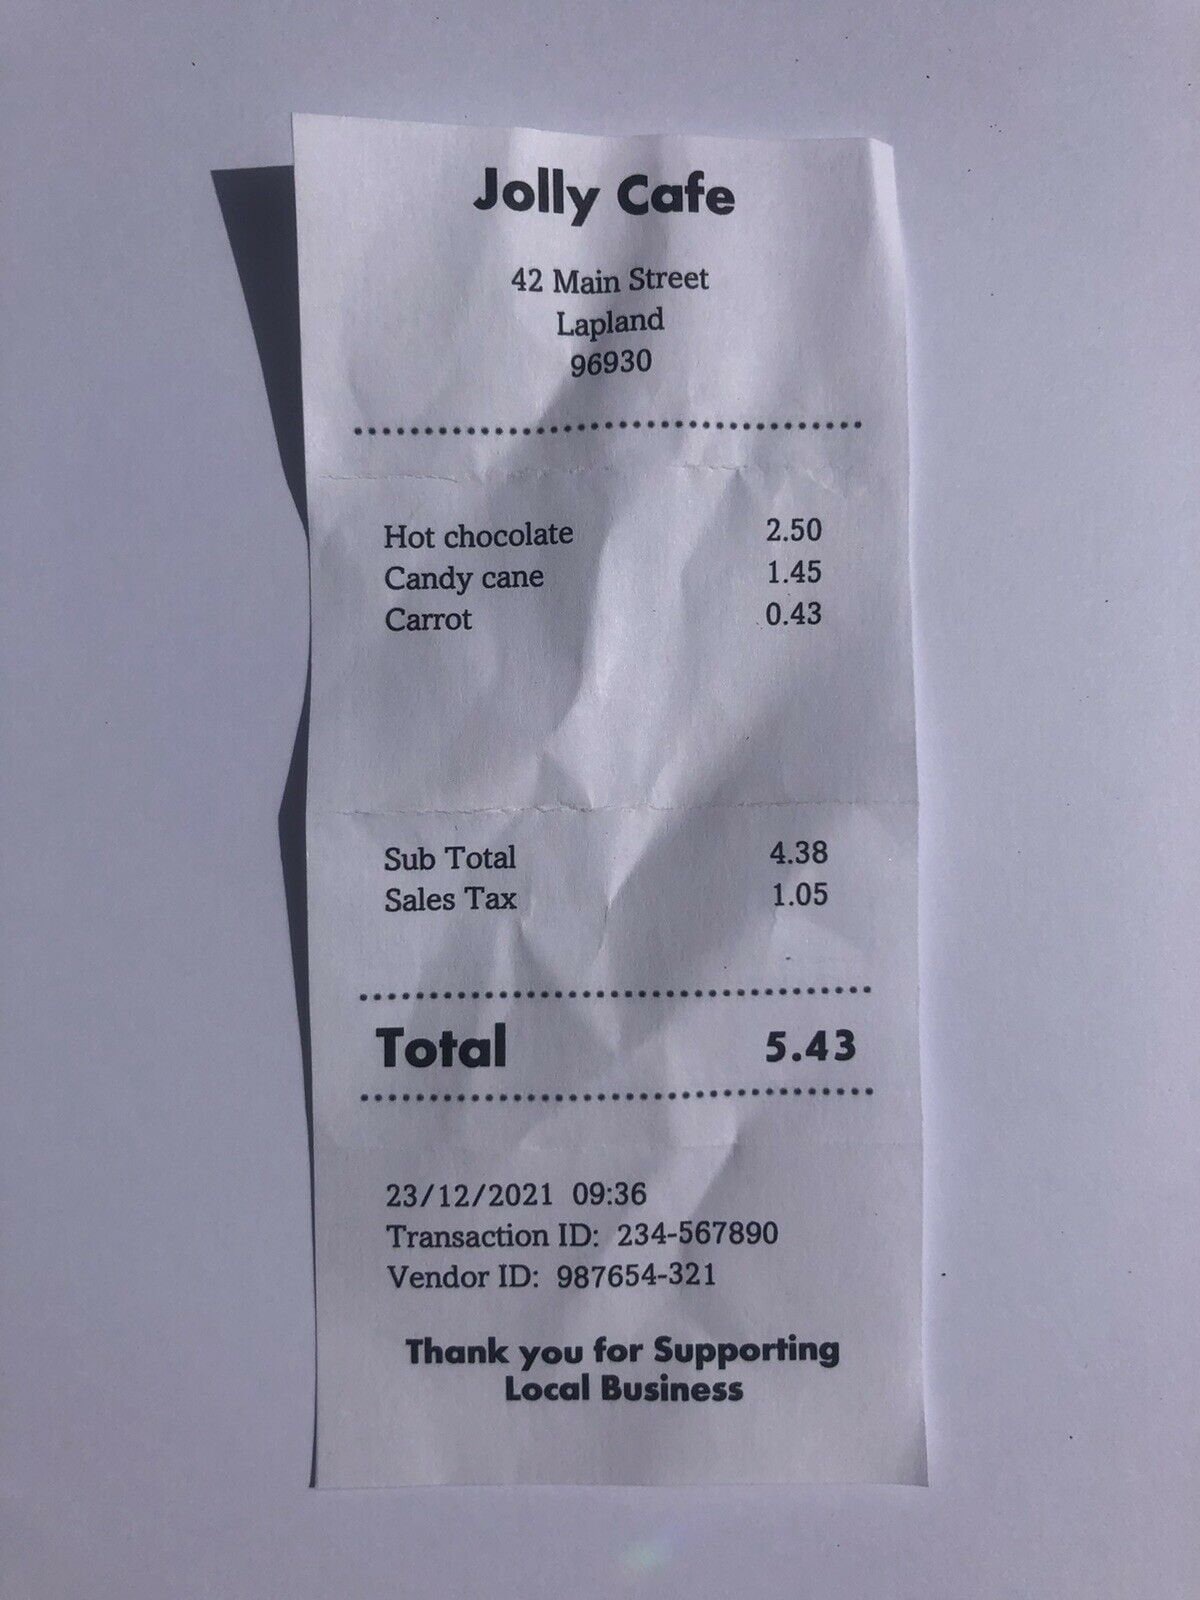 Jolly Cafe
42 Main Street
Lapland
96930
Hot chocolate 2.50
Candy cane 1.45
Carrot 0.43
Sub Total 4.38
Sales Tax 1.05
Total 5.43
23/12/2021 09:36
Transaction ID: 234-567890
Vendor ID: 987654-321
Thank you for Supporting
Local Business